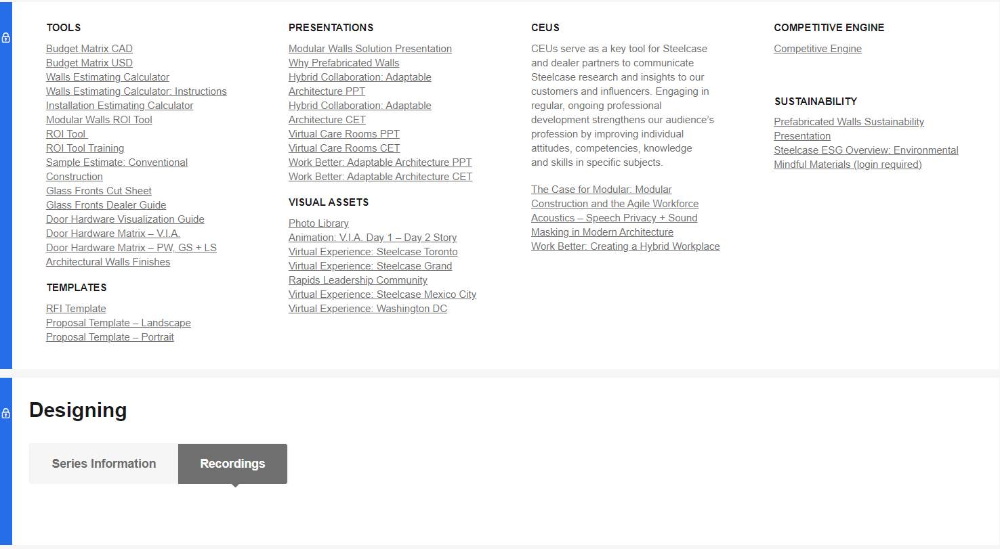 TOOLS
Budget Matrix CAD
Budget Matrix USD
Walls Estimating Calculator
Walls Estimating Calculator: Instructions
Installation Estimating Calculator
Modular Walls ROI Tool
ROI Tool
ROI Tool Training
Sample Estimate: Conventional
Construction
Glass Fronts Cut Sheet
Glass Fronts Dealer Guide
Door Hardware Visualization Guide
Door Hardware Matrix – V.I.A.
Door Hardware Matrix – PW, GS + LS
Architectural Walls Finishes
TEMPLATES
RFI Template
Proposal Template – Landscape
Proposal Template – Portrait
PRESENTATIONS
Modular Walls Solution Presentation
Why Prefabricated Walls
Hybrid Collaboration: Adaptable
Architecture PPT
Hybrid Collaboration: Adaptable
Architecture CET
Virtual Care Rooms PPT
Virtual Care Rooms CET
Work Better: Adaptable Architecture PPT
Work Better: Adaptable Architecture CET
VISUAL ASSETS
Photo Library
Animation: V.I.A. Day 1 – Day 2 Story
Virtual Experience: Steelcase Toronto
Virtual Experience: Steelcase Grand
Rapids Leadership Community
Virtual Experience: Steelcase Mexico City
Virtual Experience: Washington DC
CEUS
CEUs serve as a key tool for Steelcase
and dealer partners to communicate
Steelcase research and insights to our
customers and influencers. Engaging in
regular, ongoing professional
development strengthens our audience’s
profession by improving individual
attitudes, competencies, knowledge
and skills in specific subjects.
The Case for Modular: Modular
Construction and the Agile Workforce
Acoustics – Speech Privacy + Sound
Masking in Modern Architecture
Work Better: Creating a Hybrid Workplace
COMPETITIVE ENGINE
Competitive Engine
SUSTAINABILITY
Prefabricated Walls Sustainability
Presentation
Steelcase ESG Overview: Environmental
Mindful Materials (login required)
Designing
Series Information
Recordings